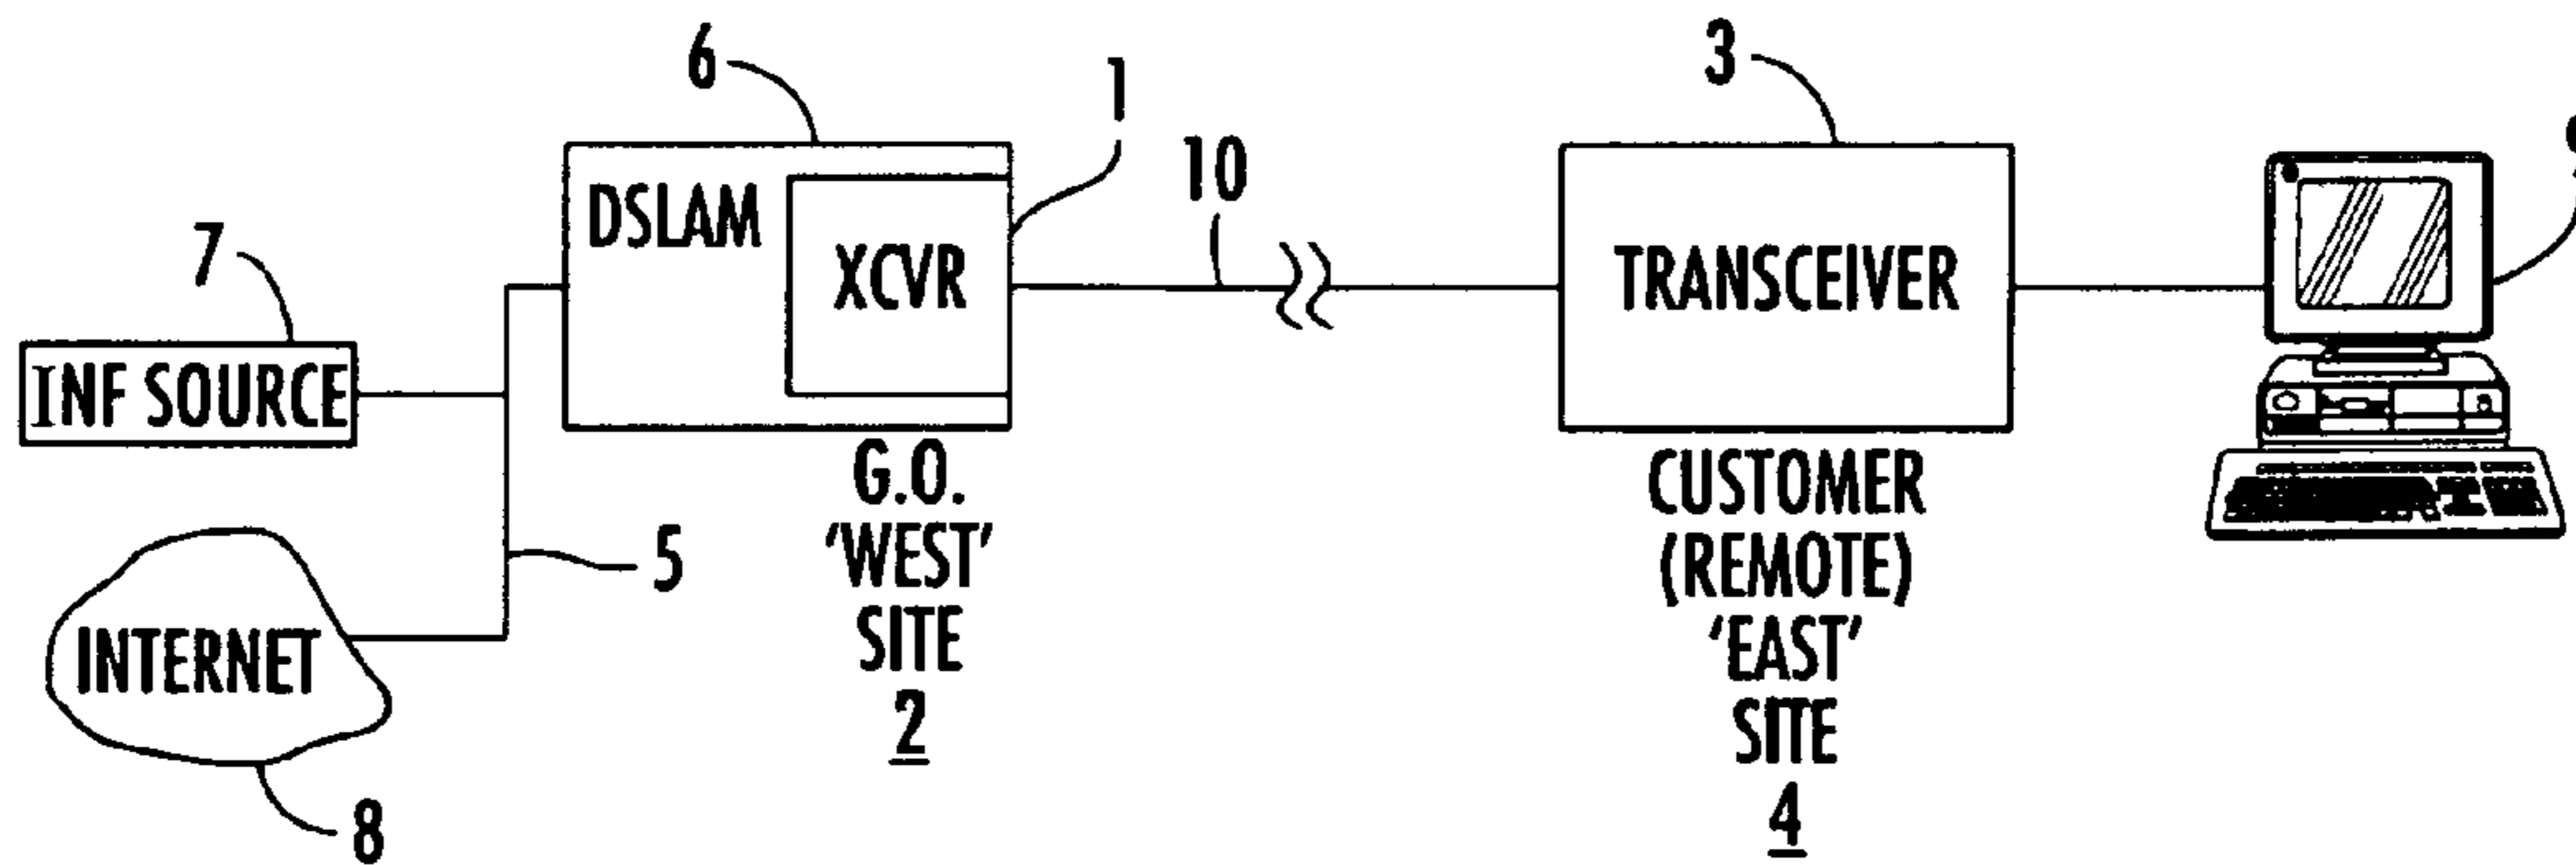 6
1
3
10
7
DSLAM
XCVR
TRANSCEIVER
INF SOURCE
G.O.
'WEST'
SITE
2
CUSTOMER
(REMOTE)
'EAST'
SITE
4
5
INTERNET
8